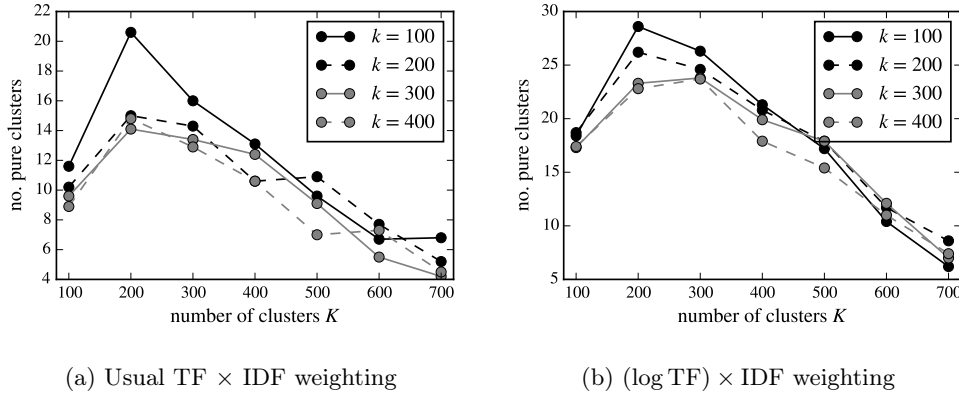 22
20
18
16
14
12
10
8
6
4
no. pure clusters
k = 100
k = 200
k = 300
k = 400
100 200 300 400 500 600 700
number of clusters K
(a) Usual TF × IDF weighting
30
25
20
15
10
5
no. pure clusters
k = 100
k = 200
k = 300
k = 400
100 200 300 400 500 600 700
number of clusters K
(b) (log TF) × IDF weighting